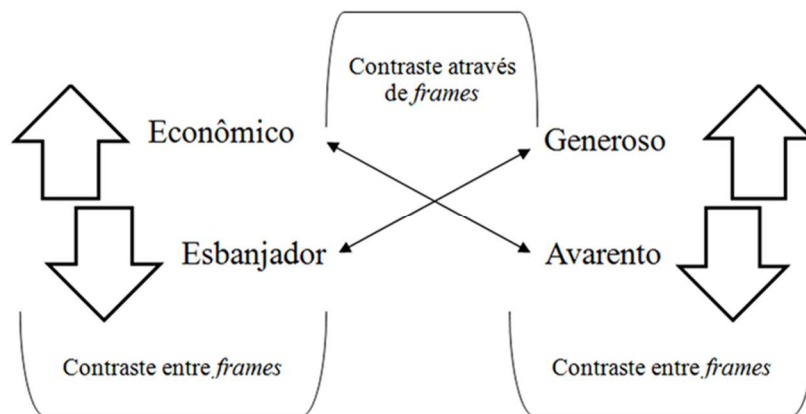 Contraste através
de frames
Econômico
Generoso
Esbanjador
Avarento
Contraste entre frames
Contraste entre frames